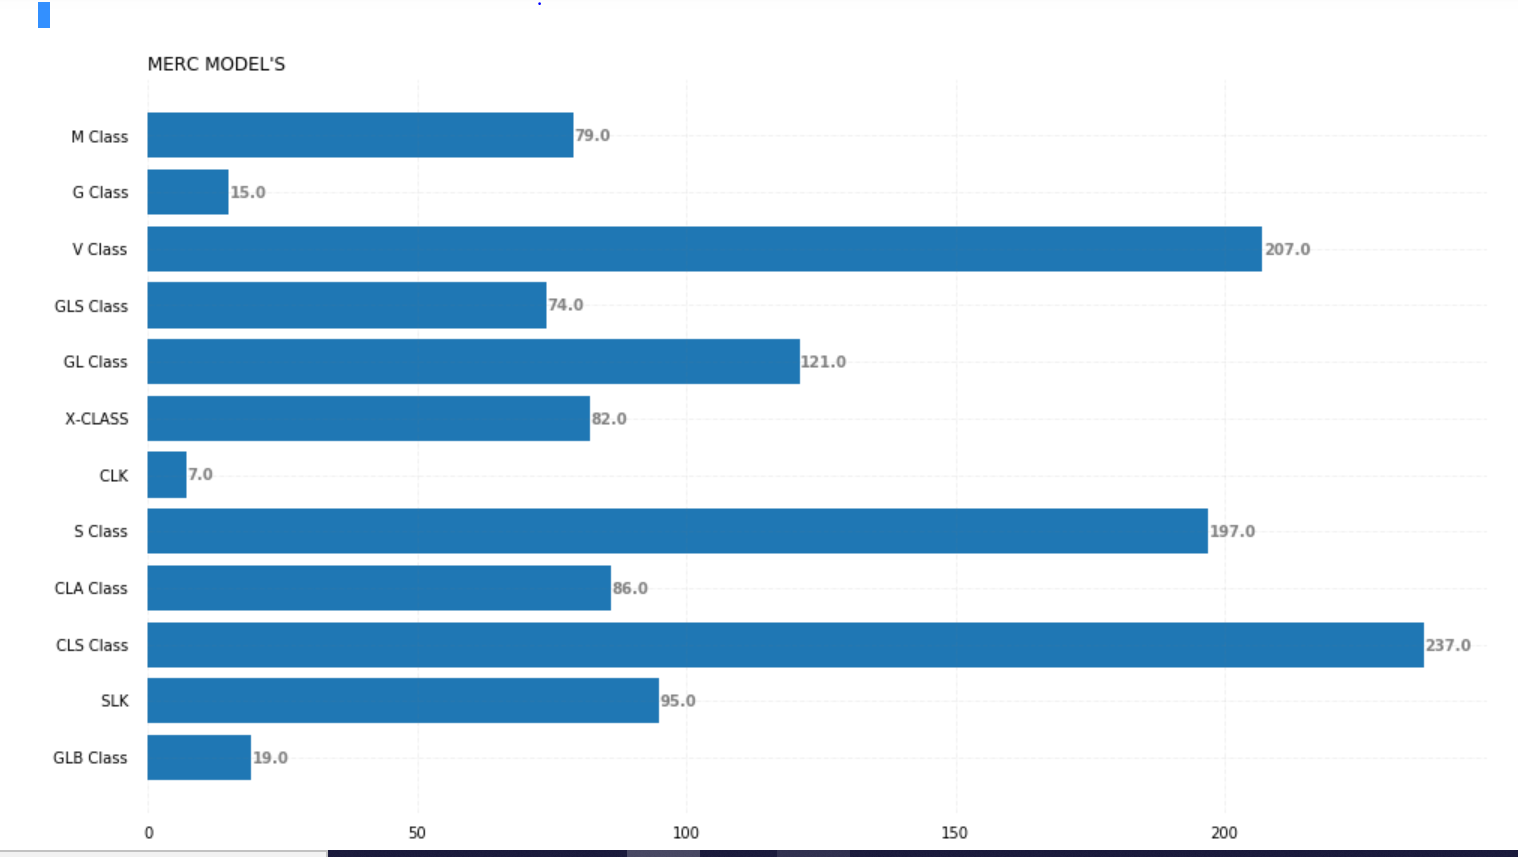 MERC MODEL'S
M Class 79.0
G Class 15.0
V Class 207.0
GLS Class 74.0
GL Class 121.0
X-CLASS 82.0
CLK 7.0
S Class 197.0
CLA Class 86.0
CLS Class 237.0
SLK 95.0
GLB Class 19.0
0 50 100 150 200